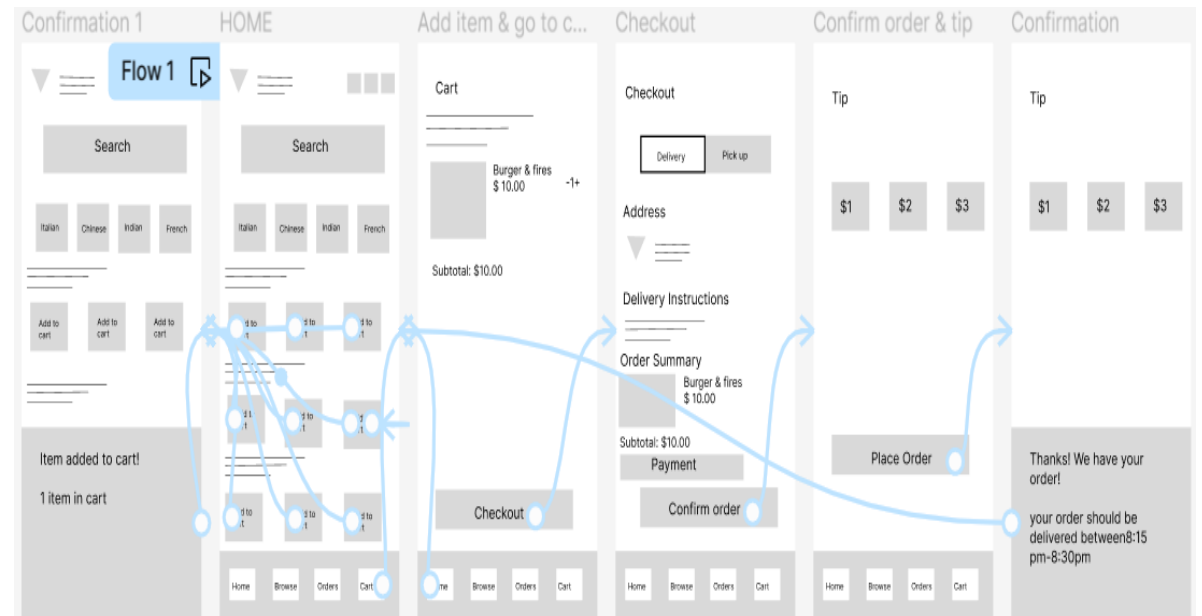 Confirmation 1
HOME
Add item & go to c...
Checkout
Confirm order & tip
Confirmation
Flow 1
Search
Italian
Chinese
Indian
French
Add to
cart
Add to
cart
Add to
cart
Item added to cart!
1 item in cart
Search
Italian
Chinese
Indian
French
Home
Browse
Orders
Cart
Cart
Burger & fires
$ 10.00
-1+
Subtotal: $10.00
Checkout
Browse
Orders
Cart
Checkout
Delivery
Pick up
Address
Delivery Instructions
Order Summary
Burger & fires
$ 10.00
Subtotal: $10.00
Payment
Confirm order
Home
Browse
Orders
Cart
Tip
$1
$2
$3
Place Order
Home
Browse
Orders
Cart
Tip
$1
$2
$3
Thanks! We have your
order!
your order should be
delivered between8:15
pm-8:30pm